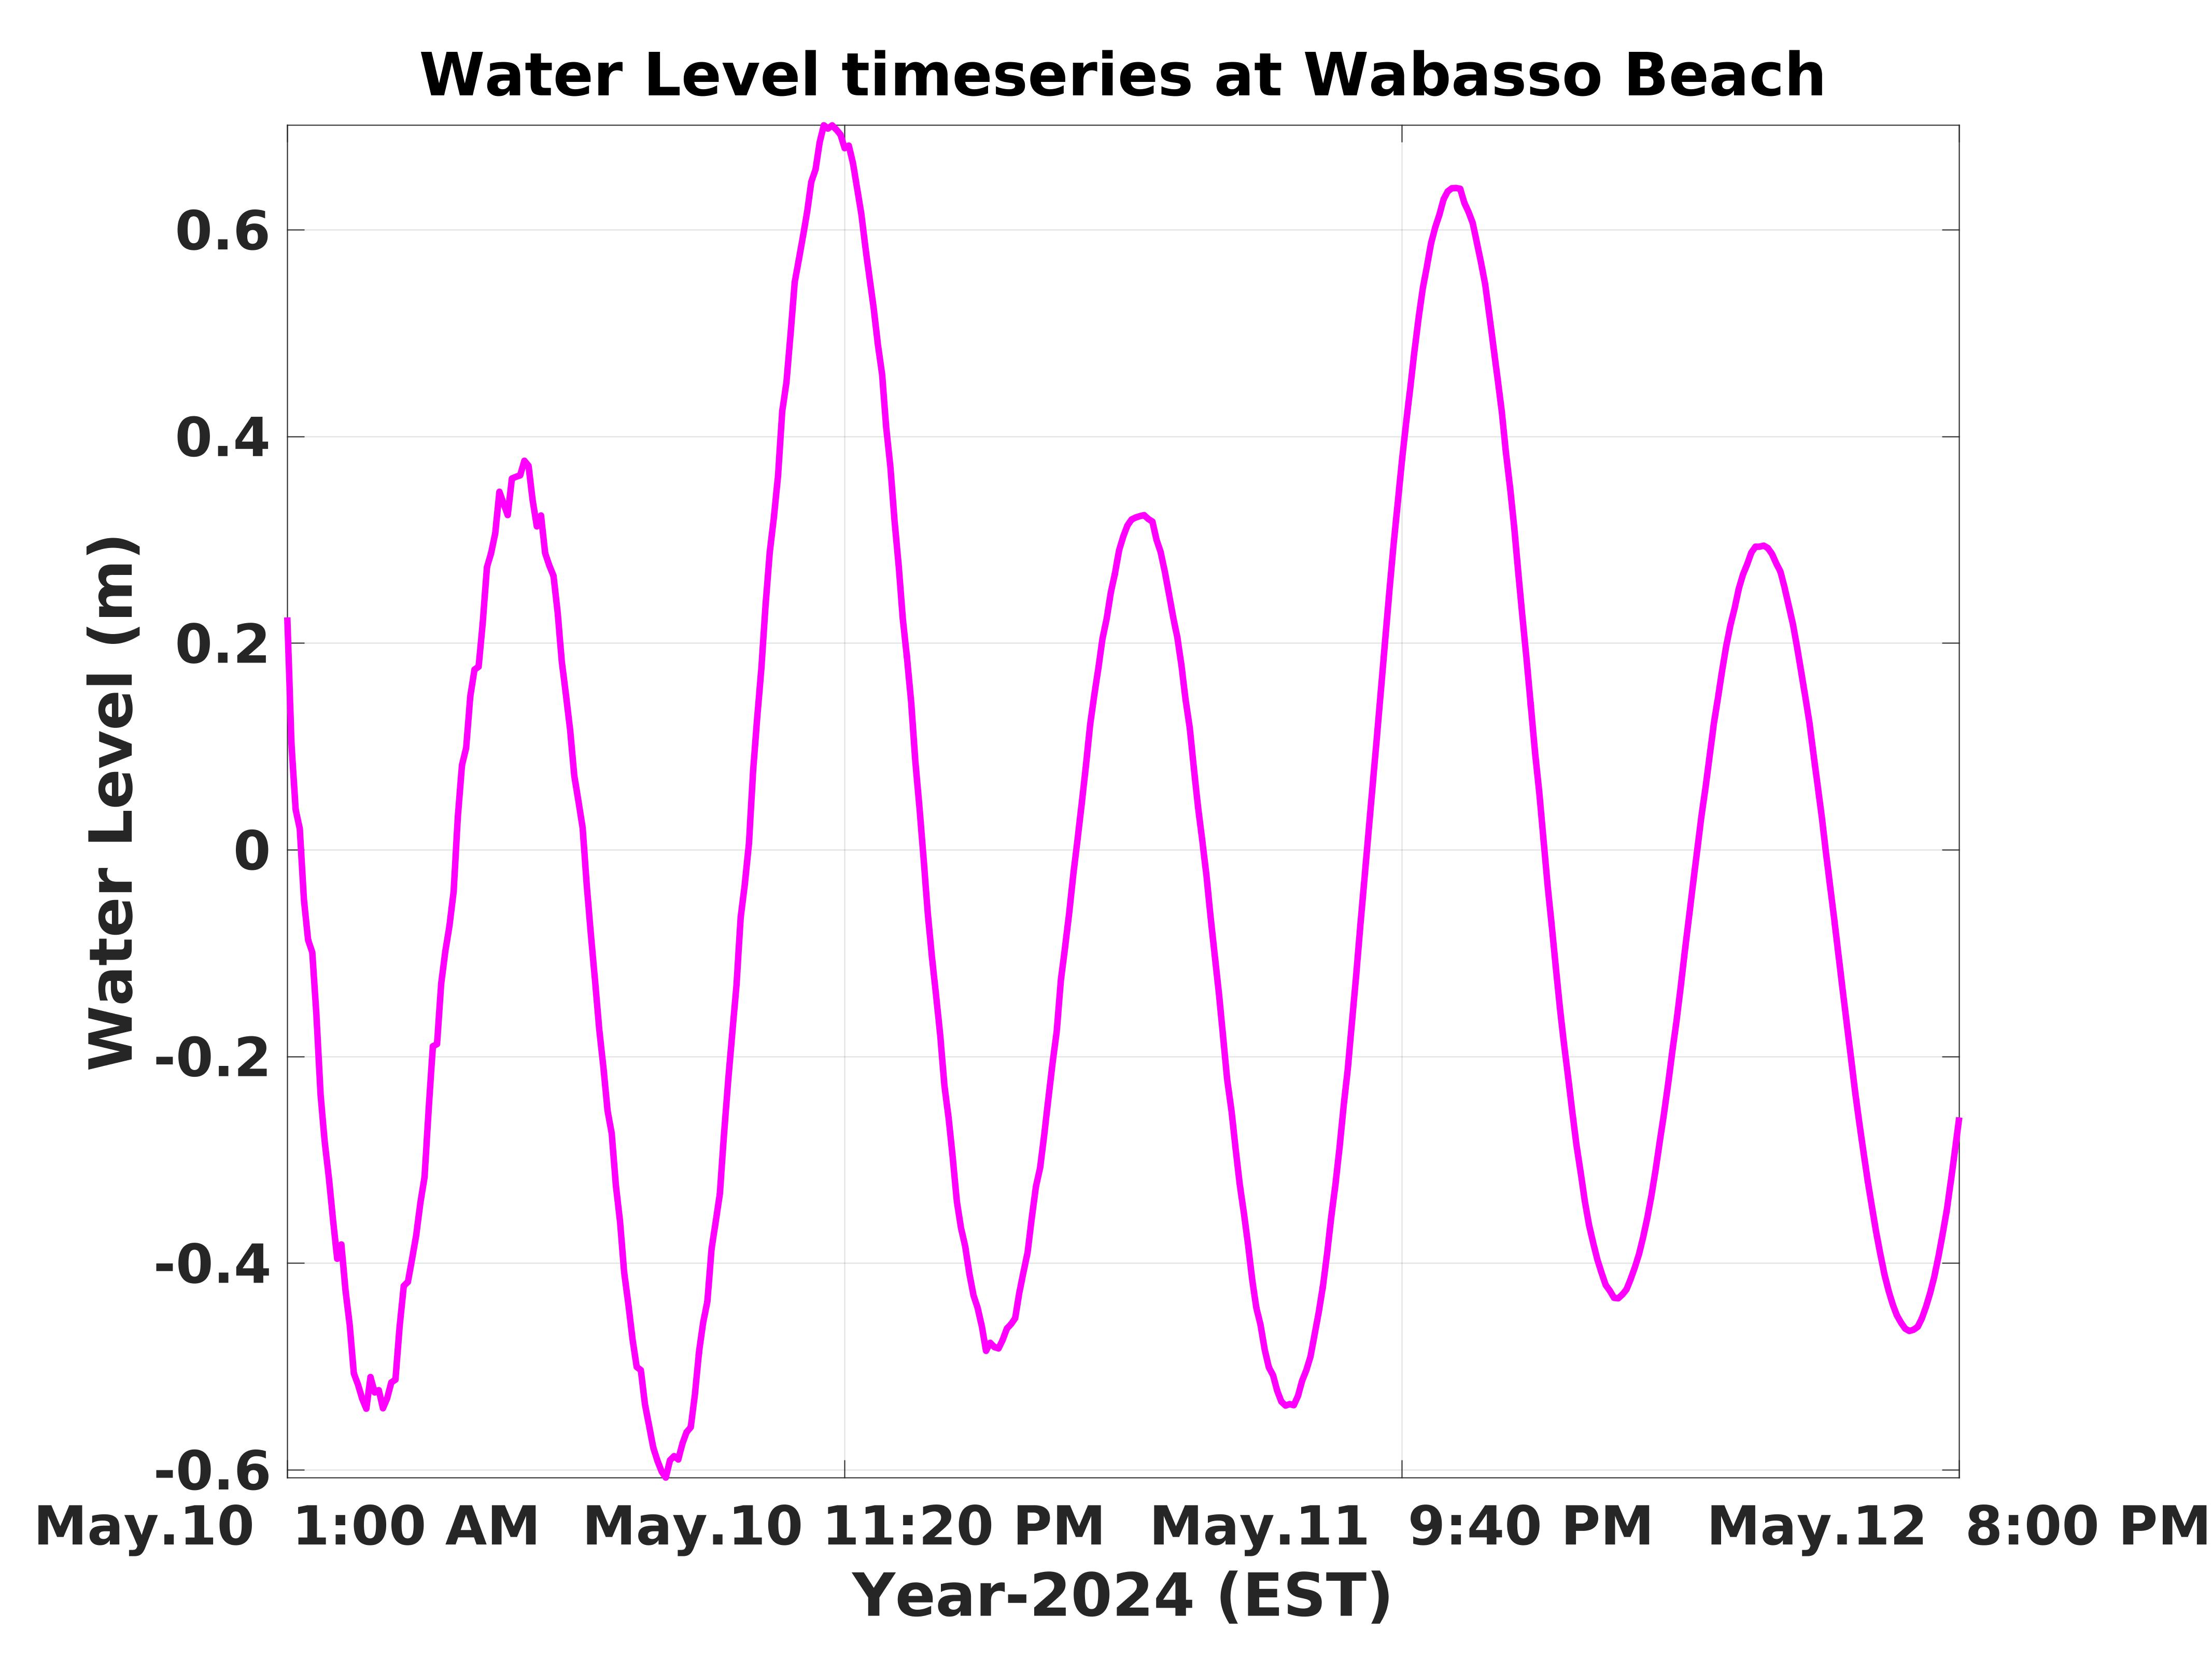 Water Level timeseries at Wabasso Beach
Water Level (m)
0.6
0.4
0.2
0
-0.2
-0.4
-0.6
May.10  1:00 AM May.10 11:20 PM May.11  9:40 PM May.12  8:00 PM
Year-2024 (EST)